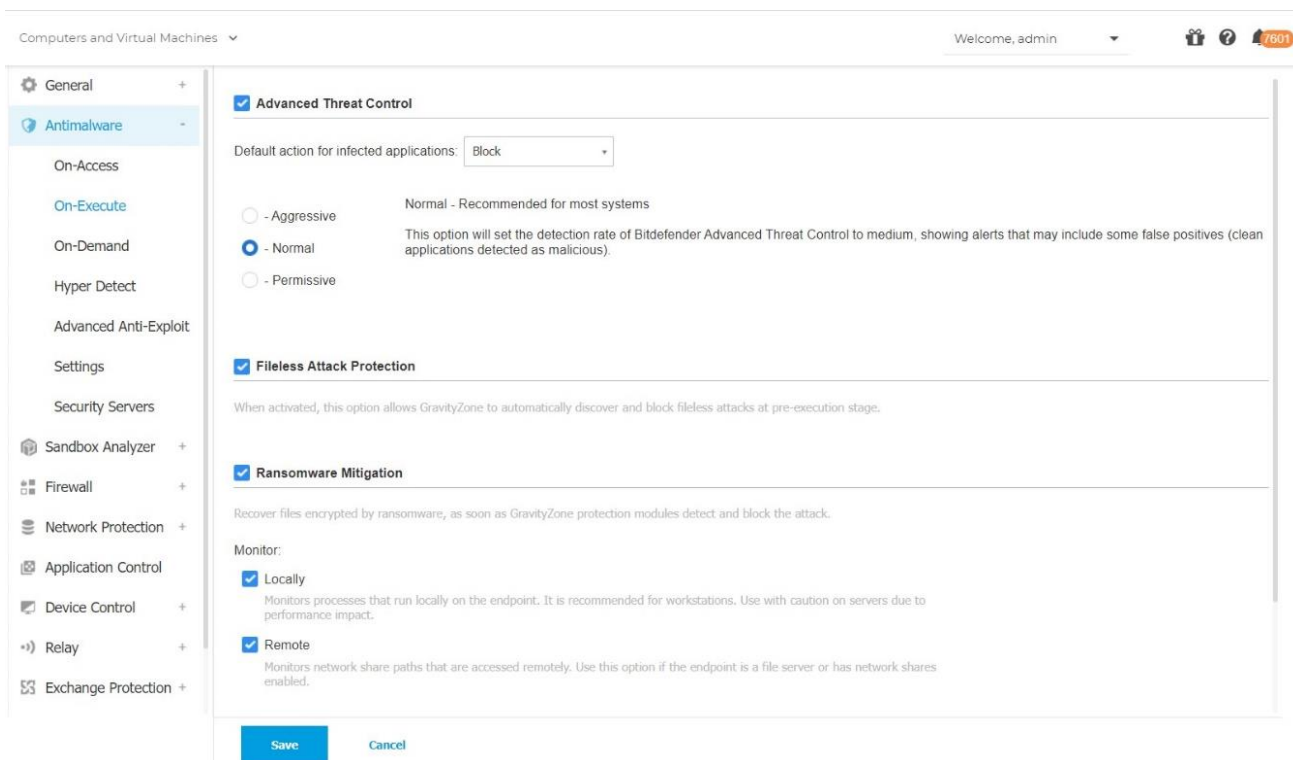 Computers and Virtual Machines
Welcome, admin
7601
General +
Antimalware -
On-Access
On-Execute
On-Demand
Hyper Detect
Advanced Anti-Exploit
Settings
Security Servers
Sandbox Analyzer +
Firewall +
Network Protection +
Application Control
Device Control +
Relay +
Exchange Protection +
Advanced Threat Control
Default action for infected applications: Block
- Aggressive
- Normal
- Permissive
Normal - Recommended for most systems
This option will set the detection rate of Bitdefender Advanced Threat Control to medium, showing alerts that may include some false positives (clean
applications detected as malicious).
Fileless Attack Protection
When activated, this option allows GravityZone to automatically discover and block fileless attacks at pre-execution stage.
Ransomware Mitigation
Recover files encrypted by ransomware, as soon as GravityZone protection modules detect and block the attack.
Monitor:
Locally
Monitors processes that run locally on the endpoint. It is recommended for workstations. Use with caution on servers due to
performance impact.
Remote
Monitors network share paths that are accessed remotely. Use this option if the endpoint is a file server or has network shares
enabled.
Save Cancel